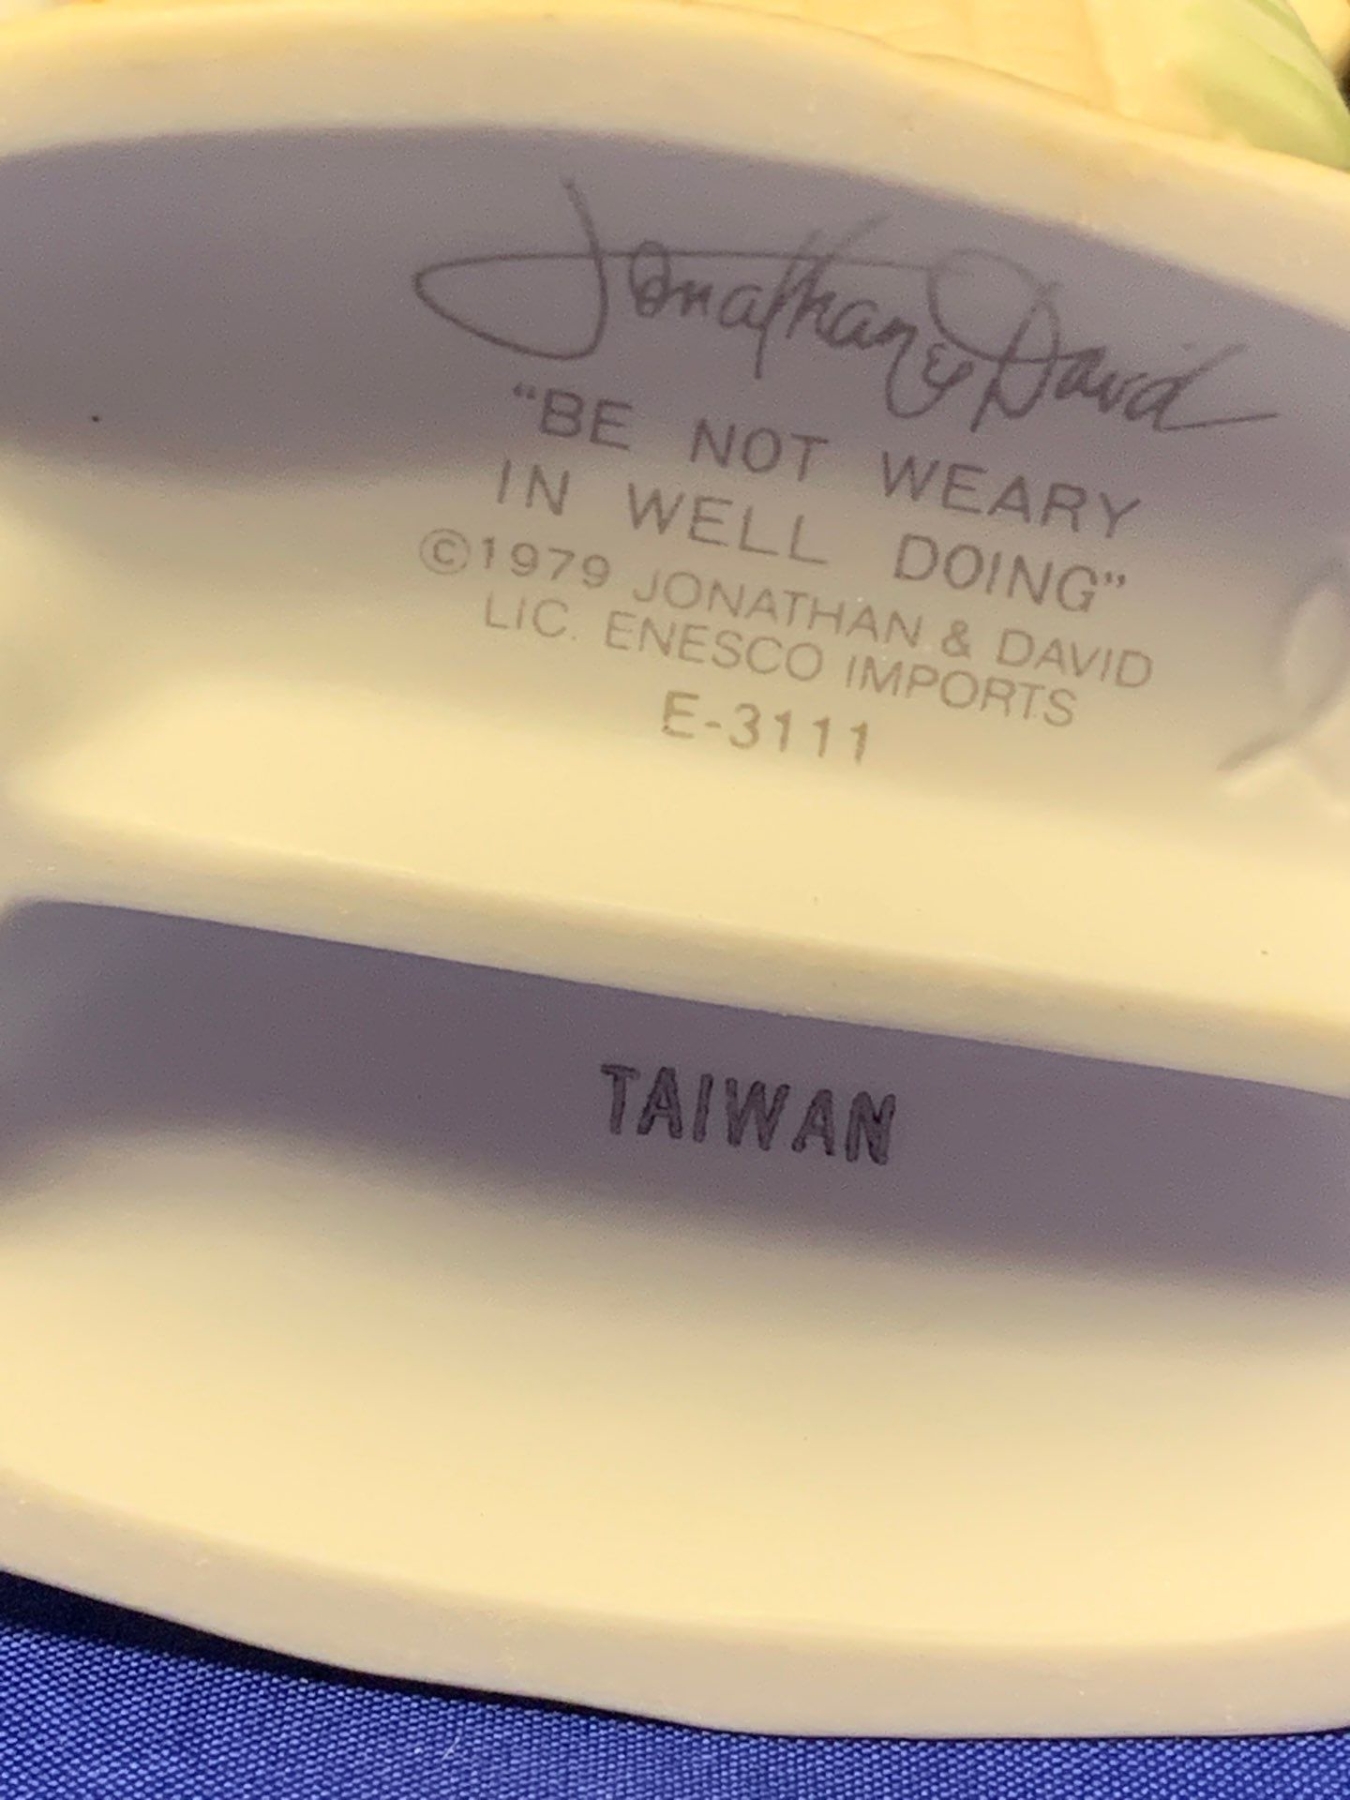 Jonathan & David
“BE NOT WEARY
IN WELL DOING”
©1979 JONATHAN & DAVID
LIC. ENESCO IMPORTS
E-3111
TAIWAN